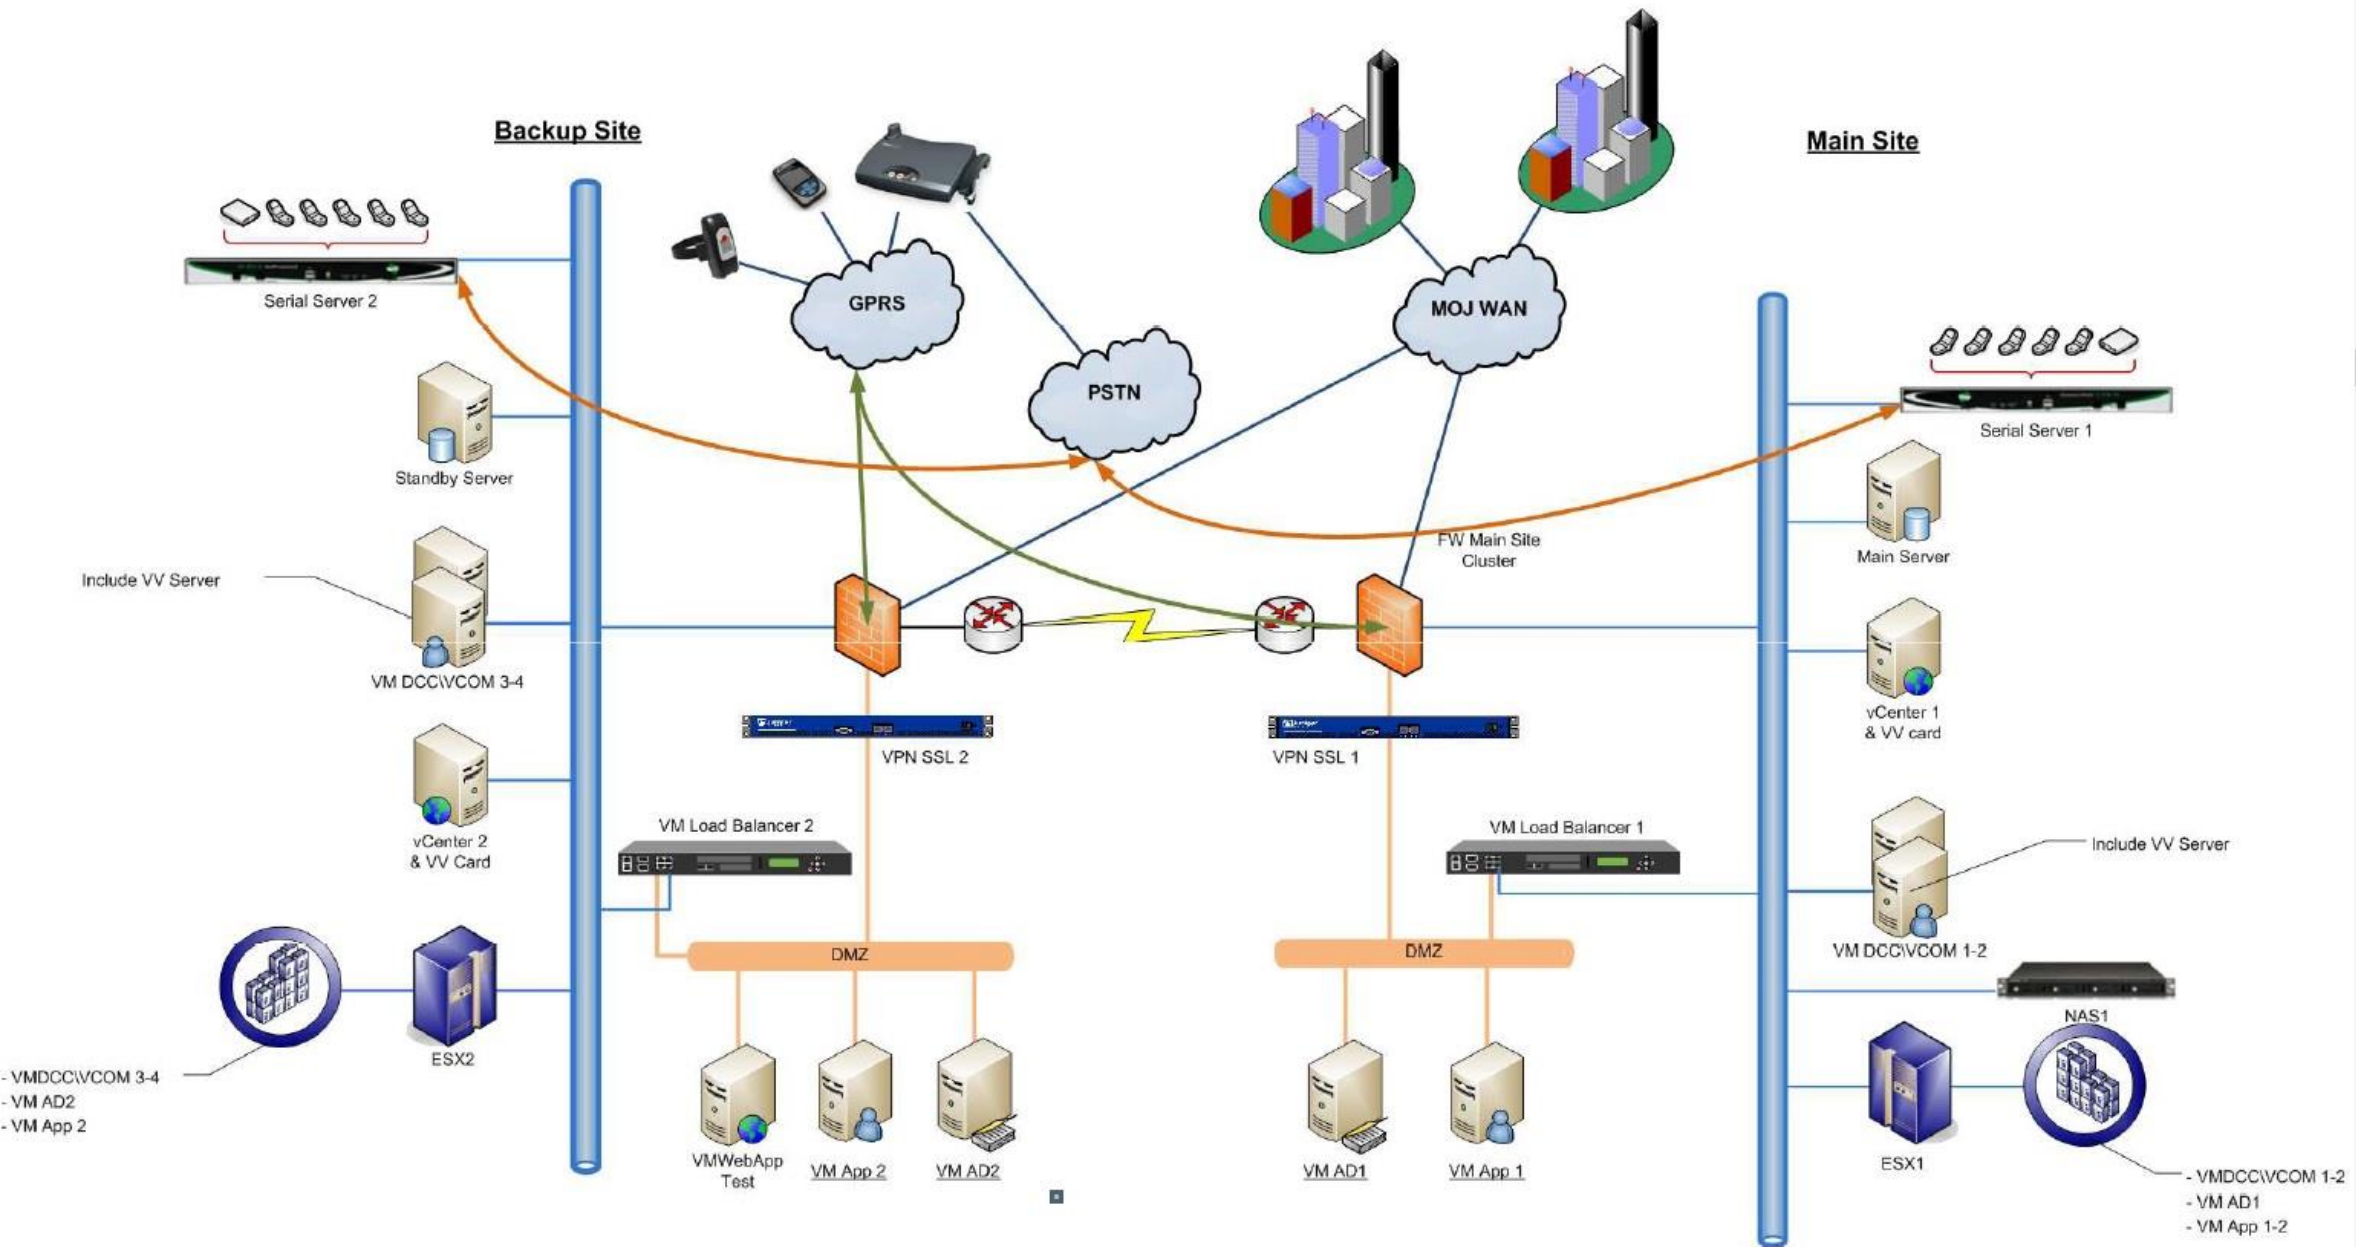 Backup Site
Main Site
GPRS
MOJ WAN
PSTN
Serial Server 2
Serial Server 1
Standby Server
FW Main Site
Cluster
Main Server
Include VV Server
VM DCC\VCOM 3-4
vCenter 1
& VV card
VPN SSL 2
VPN SSL 1
vCenter 2
& VV Card
VM Load Balancer 2
VM Load Balancer 1
Include VV Server
VM DCC\VCOM 1-2
DMZ
DMZ
NAS1
ESX2
- VMDCC\VCOM 3-4
- VM AD2
- VM App 2
VMWebApp
Test
VM App 2
VM AD2
VM AD1
VM App 1
ESX1
- VMDCC\VCOM 1-2
- VM AD1
- VM App 1-2